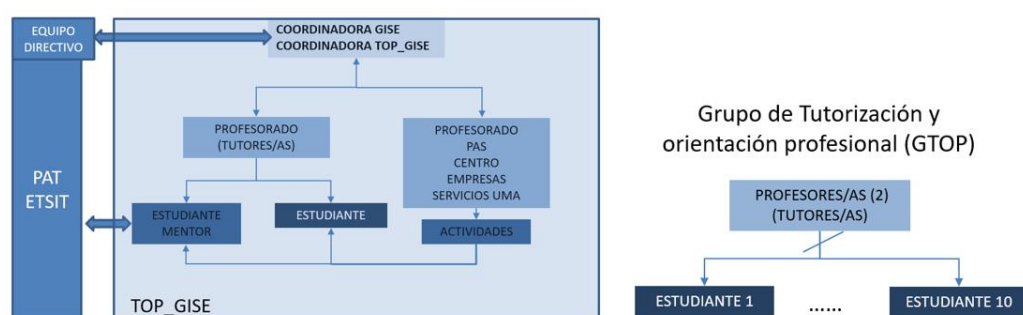 EQUIPO
DIRECTIVO
COORDINADORA GISE
COORDINADORA TOP_GISE
PROFESORADO
(TUTORES/AS)
PROFESORADO
PAS
CENTRO
EMPRESAS
SERVICIOS UMA
PAT
ETSIT
ESTUDIANTE
MENTOR
ESTUDIANTE
ACTIVIDADES
TOP_GISE
Grupo de Tutorización y
orientación profesional (GTOP)
PROFESORES/AS (2)
(TUTORES/AS)
ESTUDIANTE 1
......
ESTUDIANTE 10